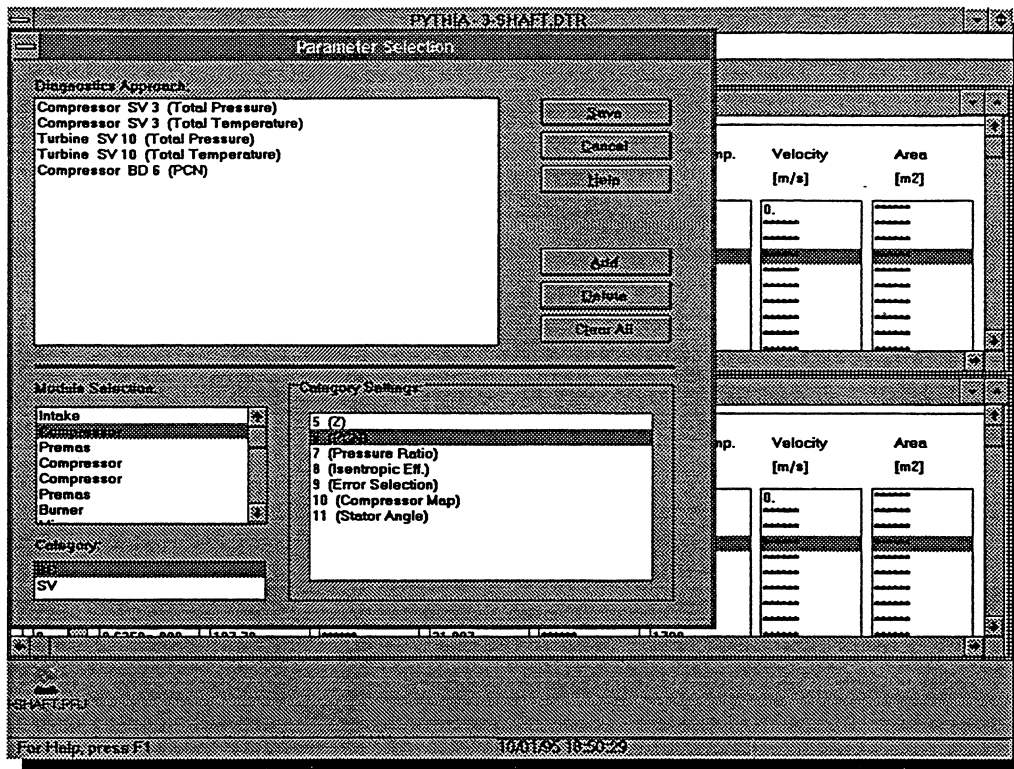 PYTHIA - 3-SHAFT.DTR
Parameter Selection
Diagnostics Approach:
Compressor SV 3 (Total Pressure)
Compressor SV 3 (Total Temperature)
Turbine SV 10 (Total Pressure)
Turbine SV 10 (Total Temperature)
Compressor BD 6 (PCN)
Save
Cancel
Help
Add
Delete
Clear All
Module Selection:
Intake
Compressor
Premas
Compressor
Compressor
Premas
Burner
Category:
BD
SV
Category Settings:
5 (Z)
6 (PCN)
7 (Pressure Ratio)
8 (Isentropic Eff.)
9 (Error Selection)
10 (Compressor Map)
11 (Stator Angle)
mp. Velocity Area
[m/s] [m2]
0. ******
****** ******
****** ******
****** ******
****** ******
****** ******
****** ******
mp. Velocity Area
[m/s] [m2]
0. ******
****** ******
****** ******
****** ******
****** ******
****** ******
-SHAFT.PRJ
For Help, press F1
10/01/95 18:50:29